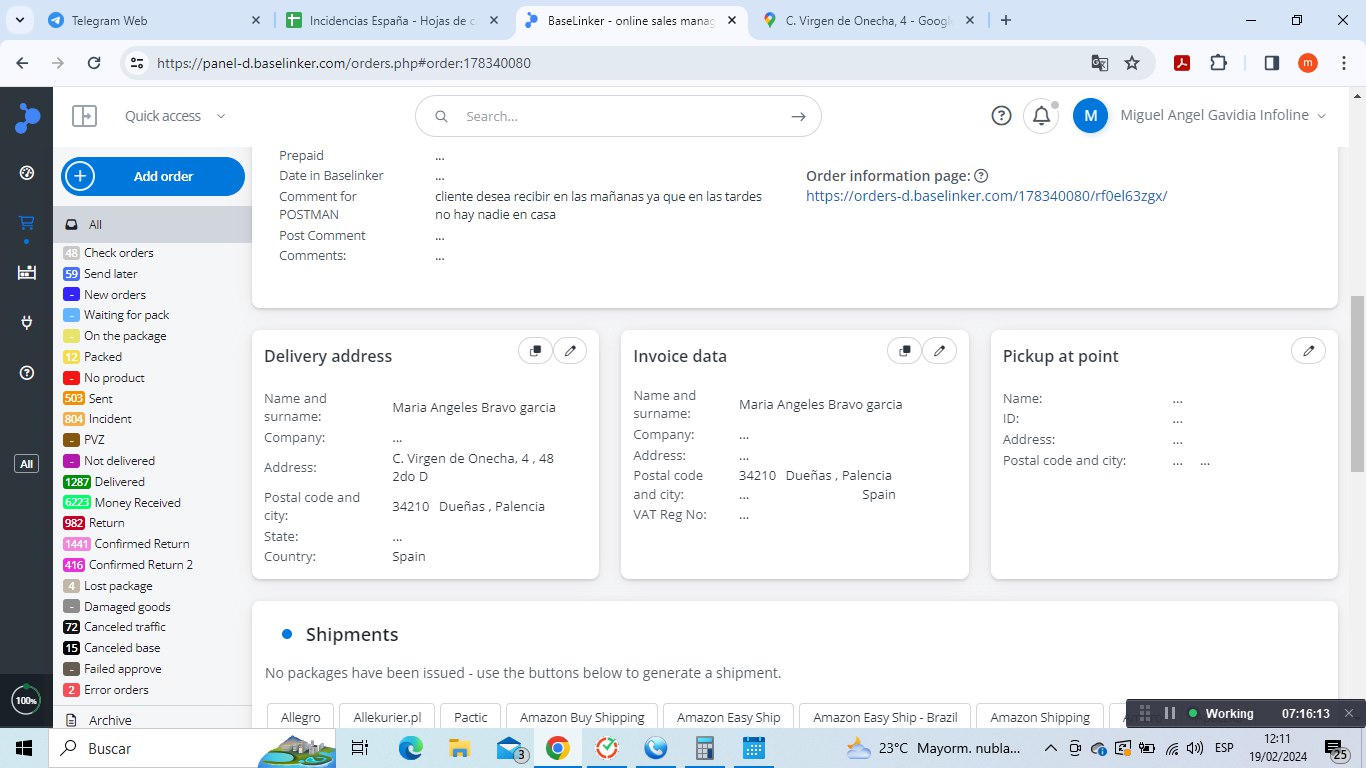 Telegram Web
Incidencias España - Hojas de c
BaseLinker - online sales manag
C. Virgen de Onecha, 4 - Googl
https://panel-d.baselinker.com/orders.php#order:178340080
m
Quick access
Search...
M
Miguel Angel Gavidia Infoline
Add order
All
48 Check orders
59 Send later
- New orders
- Waiting for pack
- On the package
12 Packed
- No product
503 Sent
804 Incident
- PVZ
- Not delivered
1287 Delivered
6223 Money Received
982 Return
1441 Confirmed Return
416 Confirmed Return 2
4 Lost package
- Damaged goods
72 Canceled traffic
15 Canceled base
- Failed approve
2 Error orders
Archive
All
100%
Prepaid ...
Date in Baselinker ...
Comment for POSTMAN
cliente desea recibir en las mañanas ya que en las tardes
no hay nadie en casa
Post Comment ...
Comments: ...
Order information page:
https://orders-d.baselinker.com/178340080/rf0el63zgx/
Delivery address
Name and
surname:
Maria Angeles Bravo garcia
Company: ...
Address:
C. Virgen de Onecha, 4 , 48
2do D
Postal code and
city:
34210 Dueñas , Palencia
State: ...
Country: Spain
Invoice data
Name and
surname:
Maria Angeles Bravo garcia
Company: ...
Address: ...
Postal code
and city:
34210 Dueñas , Palencia
... Spain
VAT Reg No: ...
Pickup at point
Name: ...
ID: ...
Address: ...
Postal code and city: ... ...
Shipments
No packages have been issued - use the buttons below to generate a shipment.
Allegro
Allekurier.pl
Pactic
Amazon Buy Shipping
Amazon Easy Ship
Amazon Easy Ship - Brazil
Amazon Shipping
Working
07:16:13
Buscar
3
23°C Mayorm. nubla...
ESP
12:11
19/02/2024
25